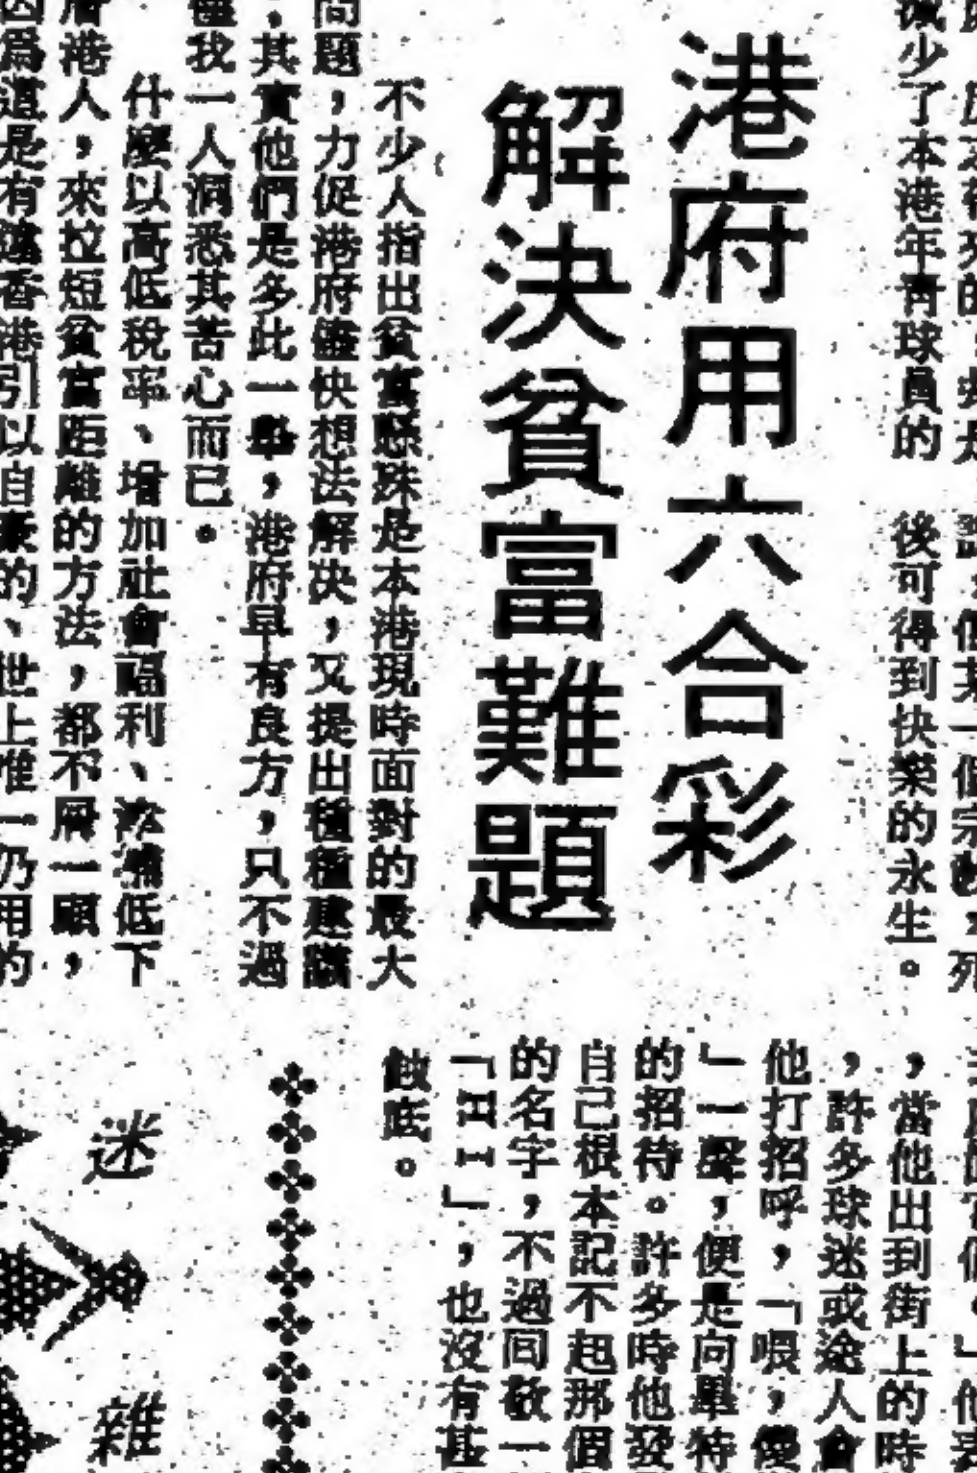 港府用六合彩
解決貧富難題
不少人指出貧富懸殊是本港現時面對的最大
問題，力促港府儘快想法解決，又提出種種建議
，其實他們是多此一舉，港府早有良方，只不過
僅我一人洞悉其苦心而已。
什麼以高低稅率、增加社會福利、津補低下
層港人，來拉短貧富距離的方法，都不屑一顧，
因爲這是有違香港引以自豪的、世上唯一仍用的
減少了本港年青球員的
後可得到快樂的永生。
，當他出到街上的時
，許多球迷或途人會
他打招呼，「喂，
」一聲，便是向畢特
的招待。許多時他發
自己根本記不起那個
的名字，不過回敬一
「　」，也沒有甚
蝕底。
迷
雜